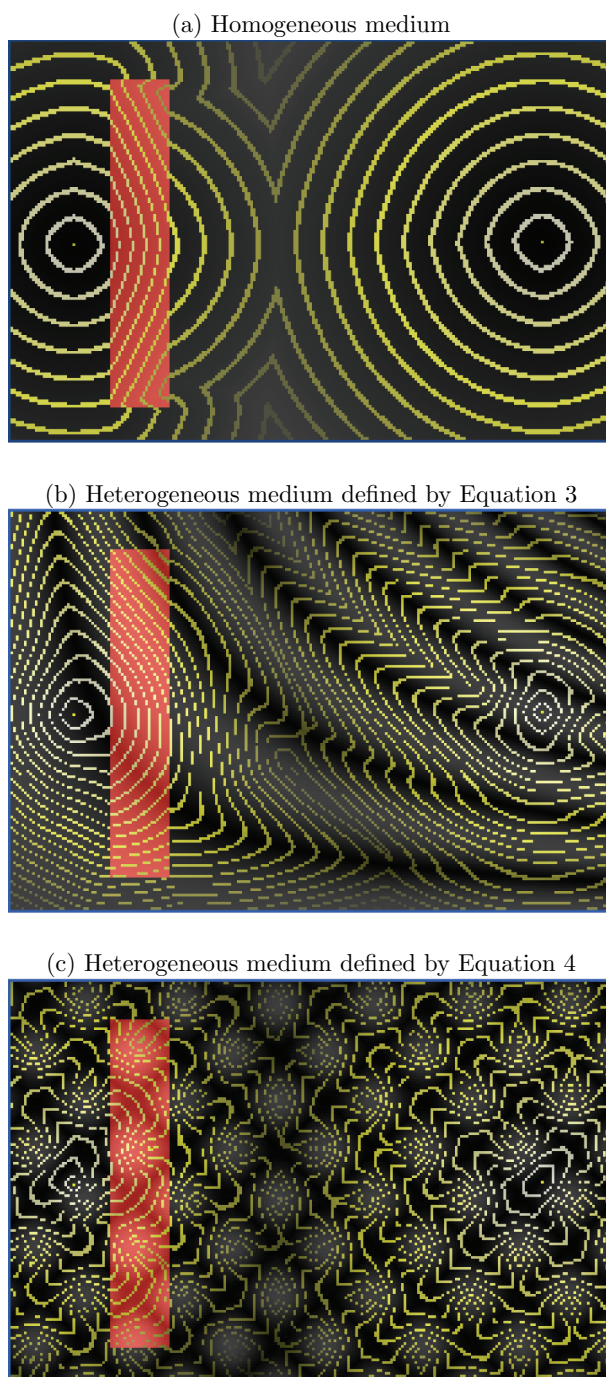 (a) Homogeneous medium
(b) Heterogeneous medium defined by Equation 3
(c) Heterogeneous medium defined by Equation 4